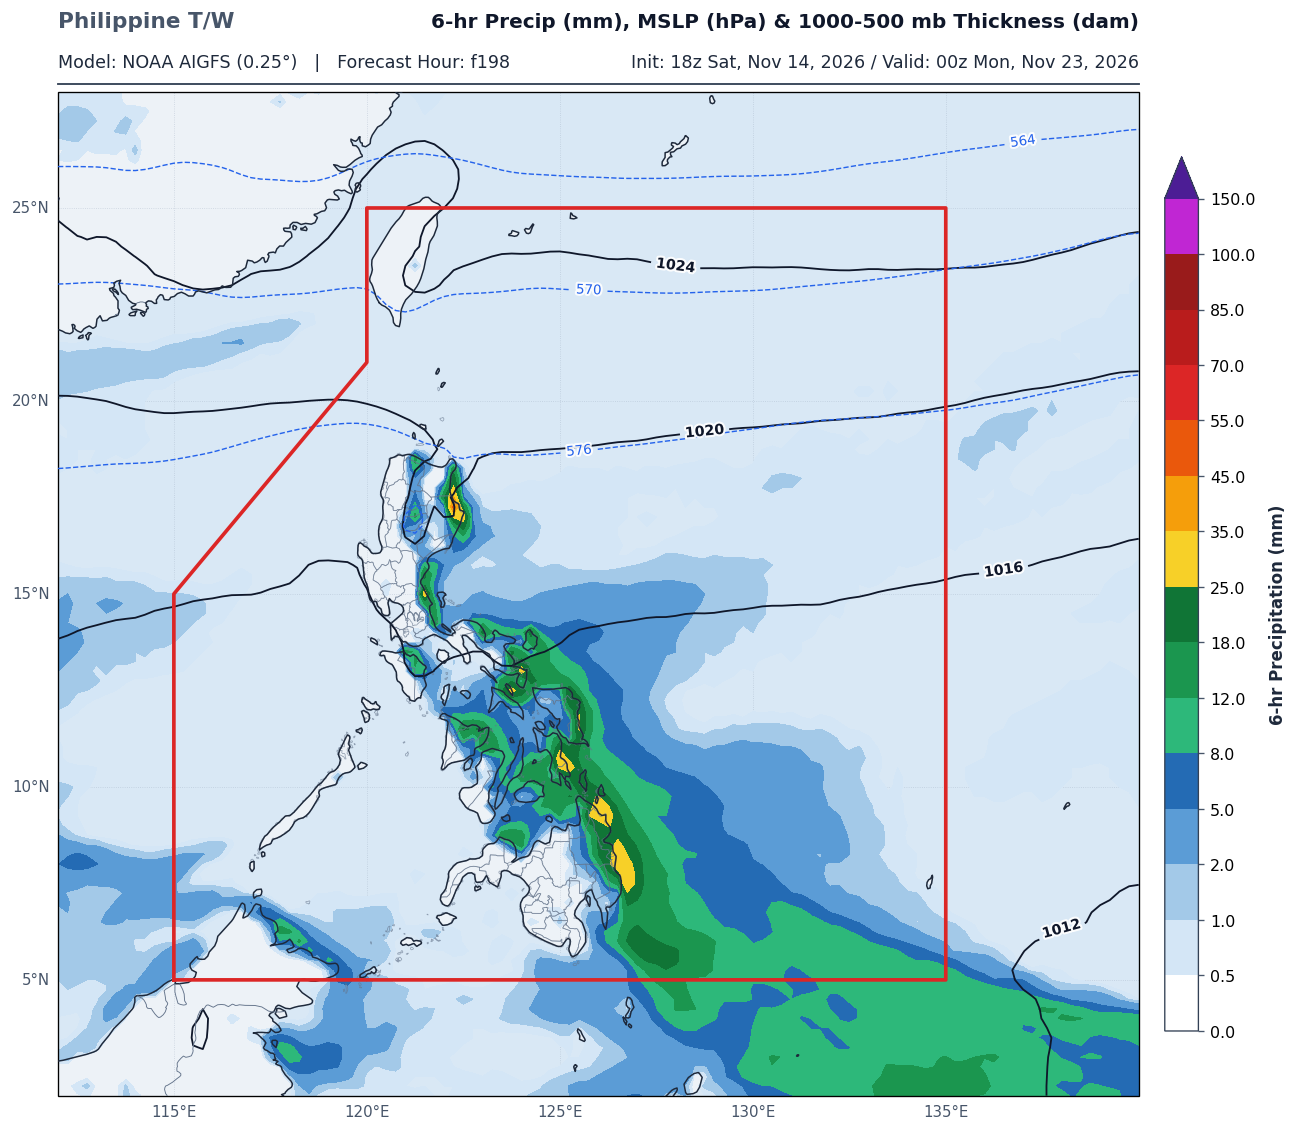 Philippine T/W
6-hr Precip (mm), MSLP (hPa) & 1000-500 mb Thickness (dam)
Model: NOAA AIGFS (0.25°) | Forecast Hour: f198
Init: 18z Sat, Nov 14, 2026 / Valid: 00z Mon, Nov 23, 2026
564
25°N
1024
570
20°N
1020
576
1016
15°N
10°N
1012
5°N
115°E
120°E
125°E
130°E
135°E
150.0
100.0
85.0
70.0
55.0
45.0
35.0
25.0
18.0
12.0
8.0
5.0
2.0
1.0
0.5
0.0
6-hr Precipitation (mm)